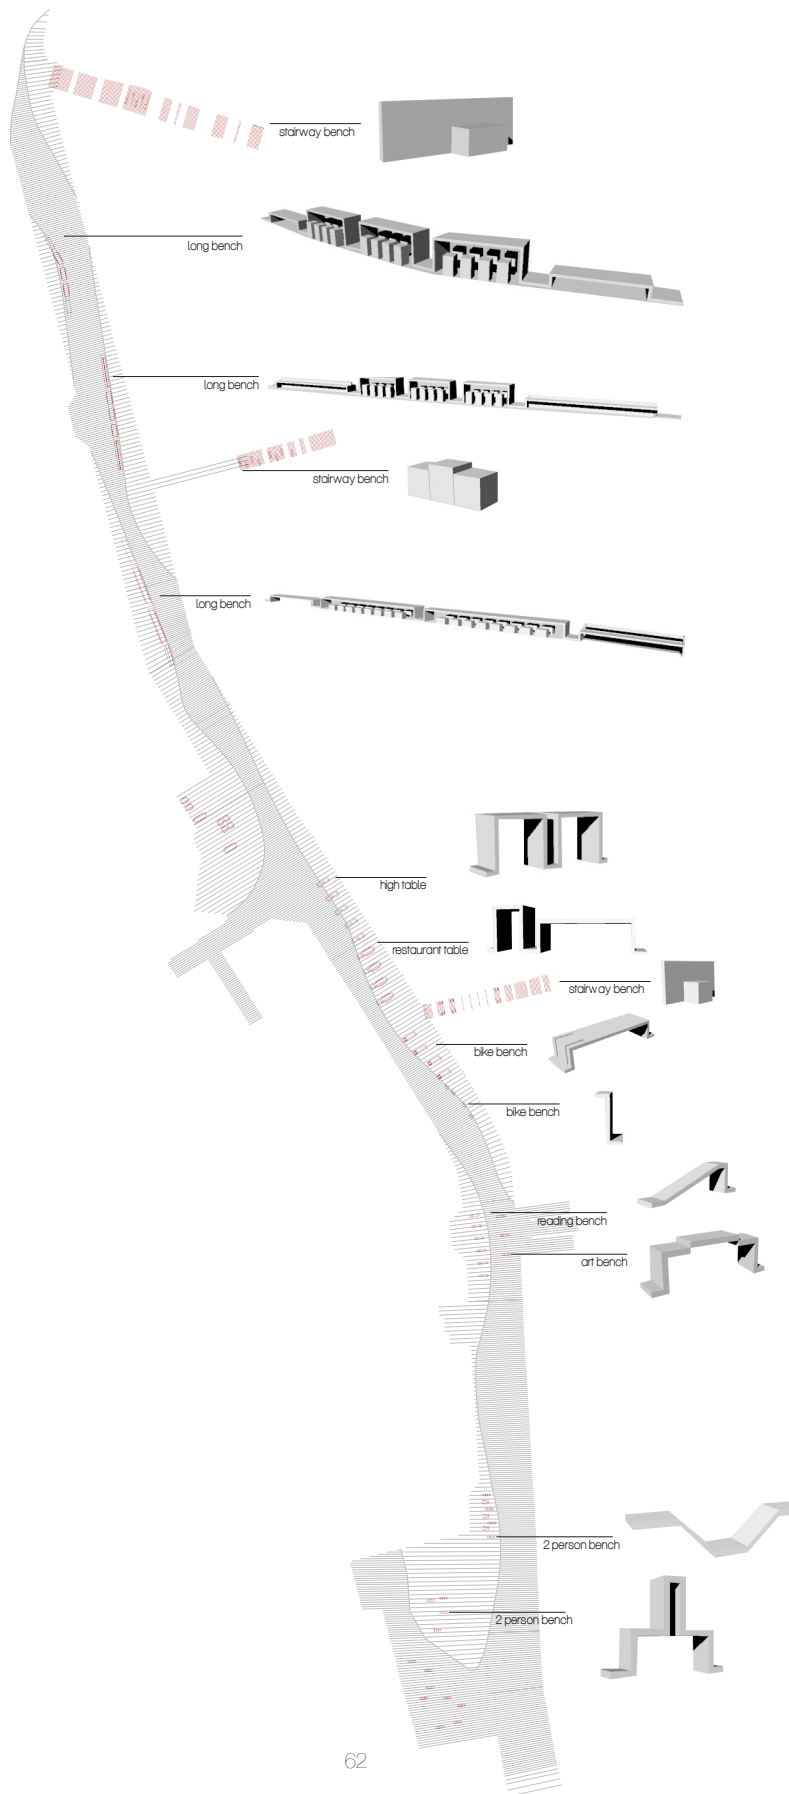 stairway bench
long bench
long bench
stairway bench
long bench
high table
restaurant table
stairway bench
bike bench
bike bench
reading bench
art bench
2 person bench
2 person bench
62